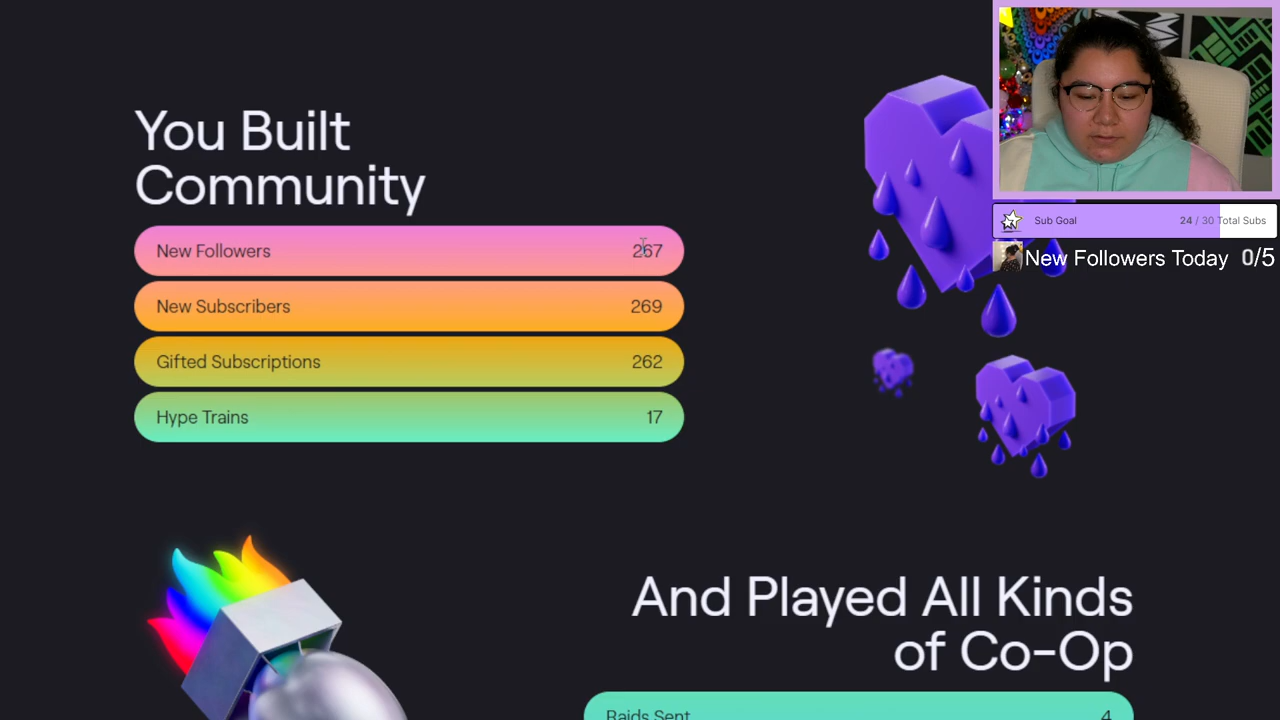 You Built
Community
New Followers 267
New Subscribers 269
Gifted Subscriptions 262
Hype Trains 17
Sub Goal 24 / 30 Total Subs
New Followers Today 0/5
And Played All Kinds
of Co-Op
Raids Sent 4